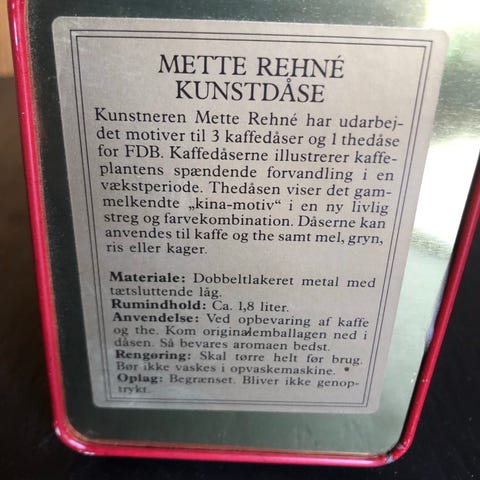 METTE REHNÉ
KUNSTDÅSE
Kunstneren Mette Rehné har udarbej-
det motiver til 3 kaffedåser og 1 thedåse
for FDB. Kaffedåserne illustrerer kaffe-
plantens spændende forvandling i en
vækstperiode. Thedåsen viser det gam-
melkendte „kina-motiv“ i en ny livlig
streg og farvekombination. Dåserne kan
anvendes til kaffe og the samt mel, gryn,
ris eller kager.
Materiale: Dobbeltlakeret metal med
tætsluttende låg.
Rumindhold: Ca. 1,8 liter.
Anvendelse: Ved opbevaring af kaffe
og the. Kom originalemballagen ned i
dåsen. Så bevares aromaen bedst.
Rengøring: Skal tørre helt før brug.
Bør ikke vaskes i opvaskemaskine.
Oplag: Begrænset. Bliver ikke genop-
trykt.